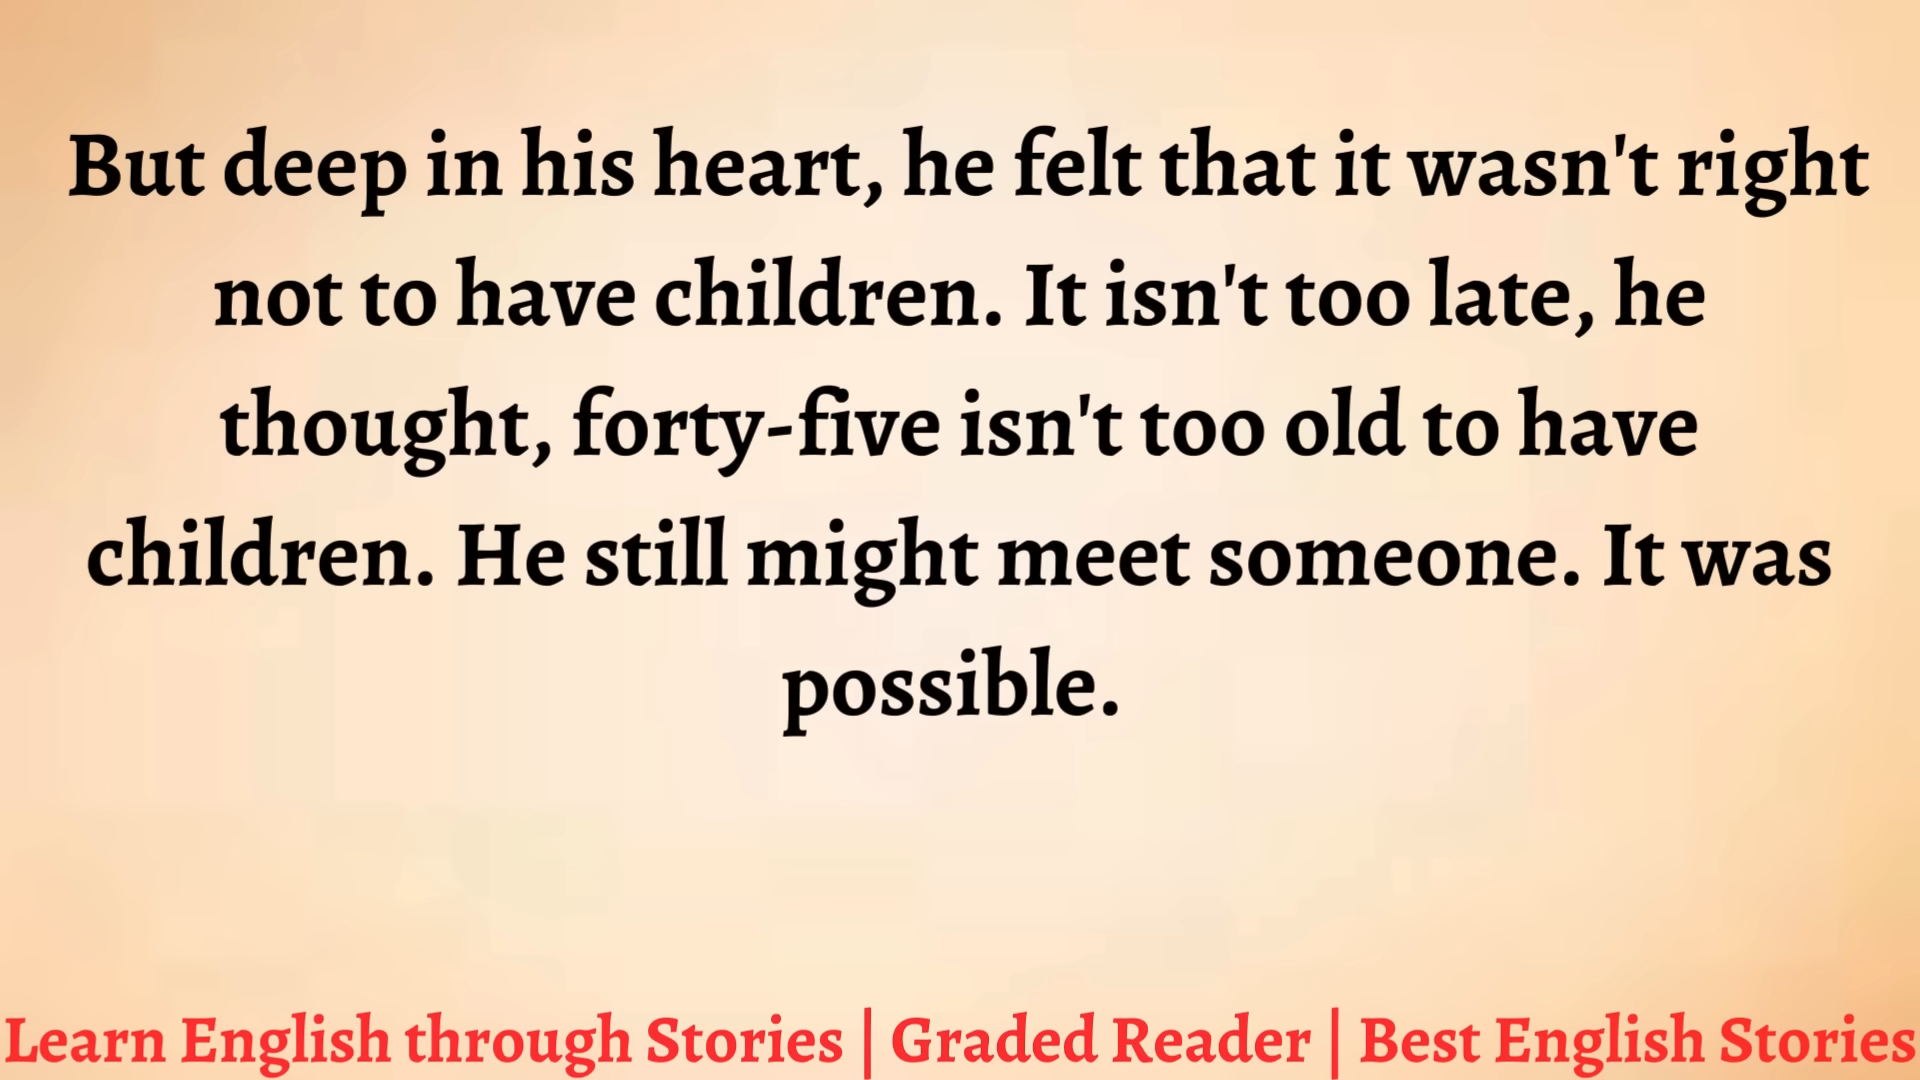 But deep in his heart, he felt that it wasn't right
not to have children. It isn't too late, he
thought, forty-five isn't too old to have
children. He still might meet someone. It was
possible.
Learn English through Stories | Graded Reader | Best English Stories